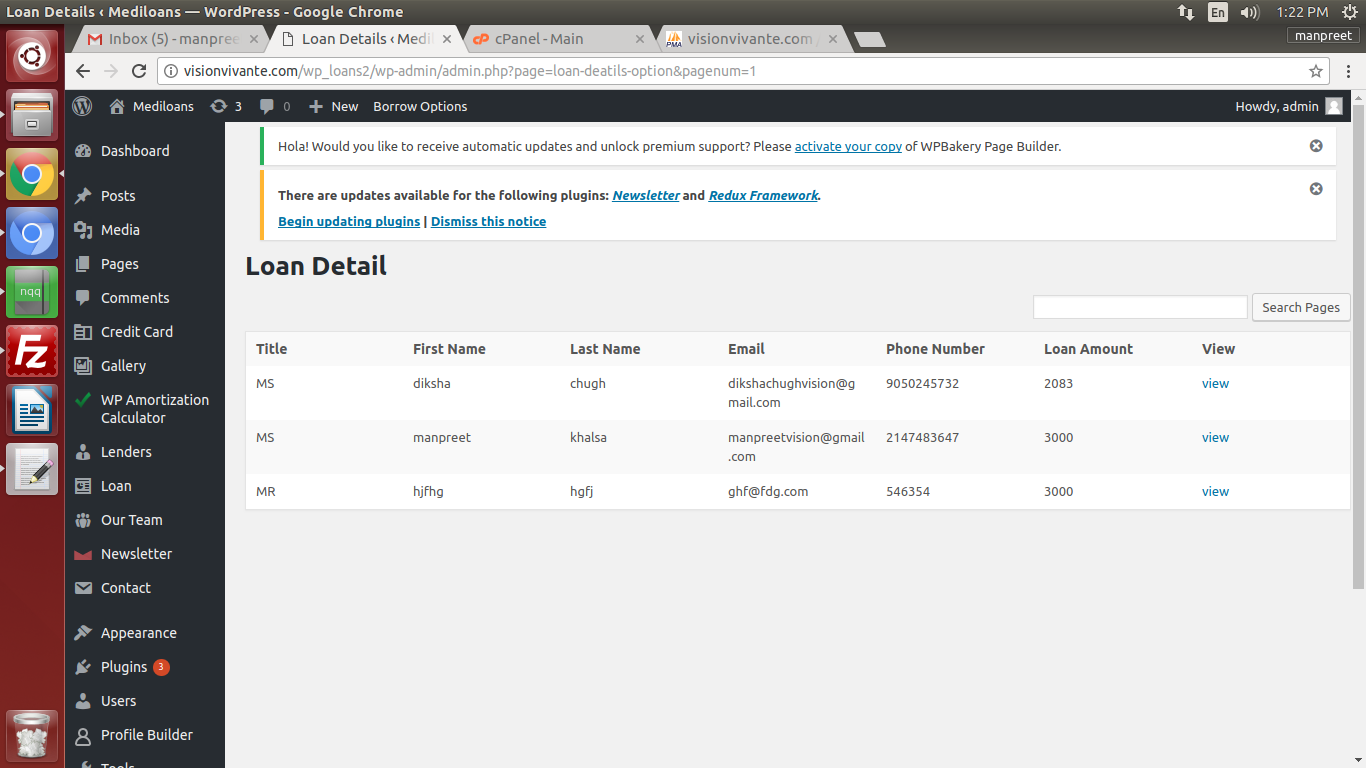 Loan Details ‹ Mediloans — WordPress - Google Chrome
En
1:22 PM
manpreet
Inbox (5) - manpree
Loan Details ‹ Medil
cPanel - Main
PMA
visionvivante.com /
visionvivante.com/wp_loans2/wp-admin/admin.php?page=loan-deatils-option&pagenum=1
Mediloans
3
0
New
Borrow Options
Howdy, admin
nqq
Fz
Dashboard
Posts
Media
Pages
Comments
Credit Card
Gallery
WP Amortization
Calculator
Lenders
Loan
Our Team
Newsletter
Contact
Appearance
Plugins 3
Users
Profile Builder
Tools
Hola! Would you like to receive automatic updates and unlock premium support? Please activate your copy of WPBakery Page Builder.
There are updates available for the following plugins: Newsletter and Redux Framework.
Begin updating plugins | Dismiss this notice
Loan Detail
Search Pages
Title First Name Last Name Email Phone Number Loan Amount View
MS diksha chugh dikshachughvision@g 9050245732 2083 view
mail.com
MS manpreet khalsa manpreetvision@gmail 2147483647 3000 view
.com
MR hjfhg hgfj ghf@fdg.com 546354 3000 view